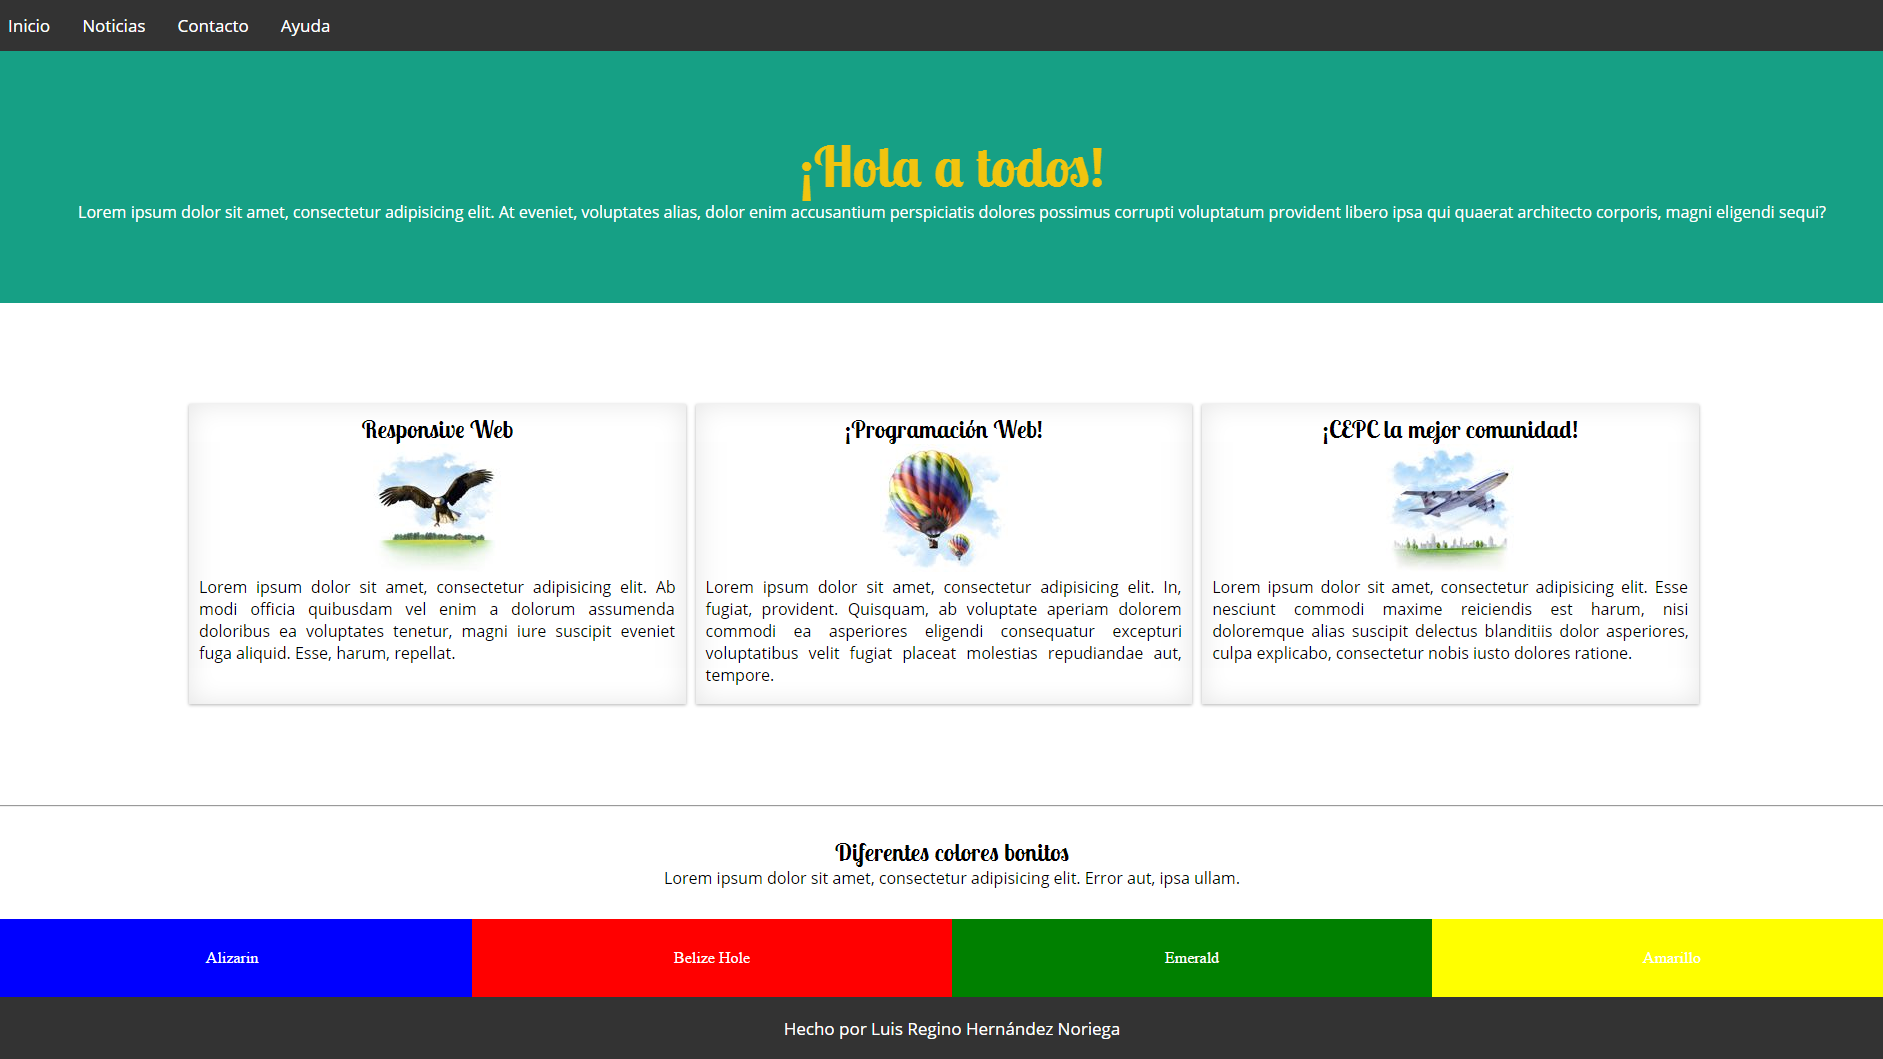 Inicio Noticias Contacto Ayuda
¡Hola a todos!
Lorem ipsum dolor sit amet, consectetur adipisicing elit. At eveniet, voluptates alias, dolor enim accusantium perspiciatis dolores possimus corrupti voluptatum provident libero ipsa qui quaerat architecto corporis, magni eligendi sequi?
Responsive Web
Lorem ipsum dolor sit amet, consectetur adipisicing elit. Ab
modi officia quibusdam vel enim a dolorum assumenda
doloribus ea voluptates tenetur, magni iure suscipit eveniet
fuga aliquid. Esse, harum, repellat.
¡Programación Web!
Lorem ipsum dolor sit amet, consectetur adipisicing elit. In,
fugiat, provident. Quisquam, ab voluptate aperiam dolorem
commodi ea asperiores eligendi consequatur excepturi
voluptatibus velit fugiat placeat molestias repudiandae aut,
tempore.
¡CEPC la mejor comunidad!
Lorem ipsum dolor sit amet, consectetur adipisicing elit. Esse
nesciunt commodi maxime reiciendis est harum, nisi
doloremque alias suscipit delectus blanditiis dolor asperiores,
culpa explicabo, consectetur nobis iusto dolores ratione.
Diferentes colores bonitos
Lorem ipsum dolor sit amet, consectetur adipisicing elit. Error aut, ipsa ullam.
Alizarin
Belize Hole
Emerald
Amarillo
Hecho por Luis Regino Hernández Noriega